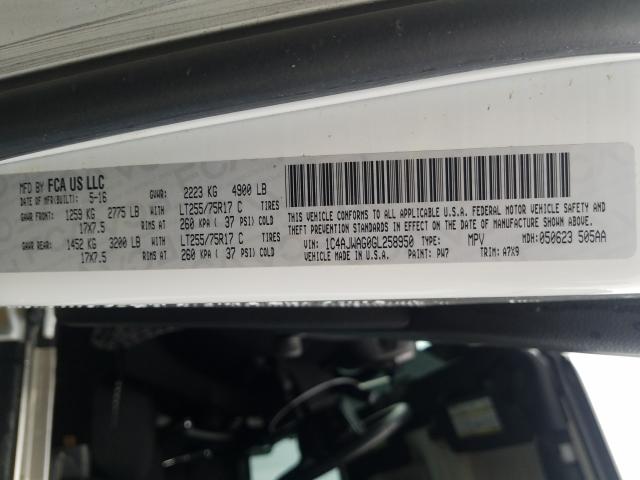 MFD BY FCA US LLC
DATE OF MFR(BUILT): 5-16 GVWR: 2223 KG 4900 LB
GAWR FRONT: 1259 KG 2775 LB WITH LT255/75R17 C TIRES
17X7.5 RIMS AT 260 KPA ( 37 PSI) COLD
GAWR REAR: 1452 KG 3200 LB WITH LT255/75R17 C TIRES
17X7.5 RIMS AT 260 KPA ( 37 PSI) COLD
THIS VEHICLE CONFORMS TO ALL APPLICABLE U.S.A. FEDERAL MOTOR VEHICLE SAFETY AND
THEFT PREVENTION STANDARDS IN EFFECT ON THE DATE OF MANUFACTURE SHOWN ABOVE.
VIN: 1C4AJWAG0GL258950 TYPE: MPV MDH: 050623 505AA
VEHICLE MADE IN U.S.A. PAINT: PW7 TRIM: A7X9